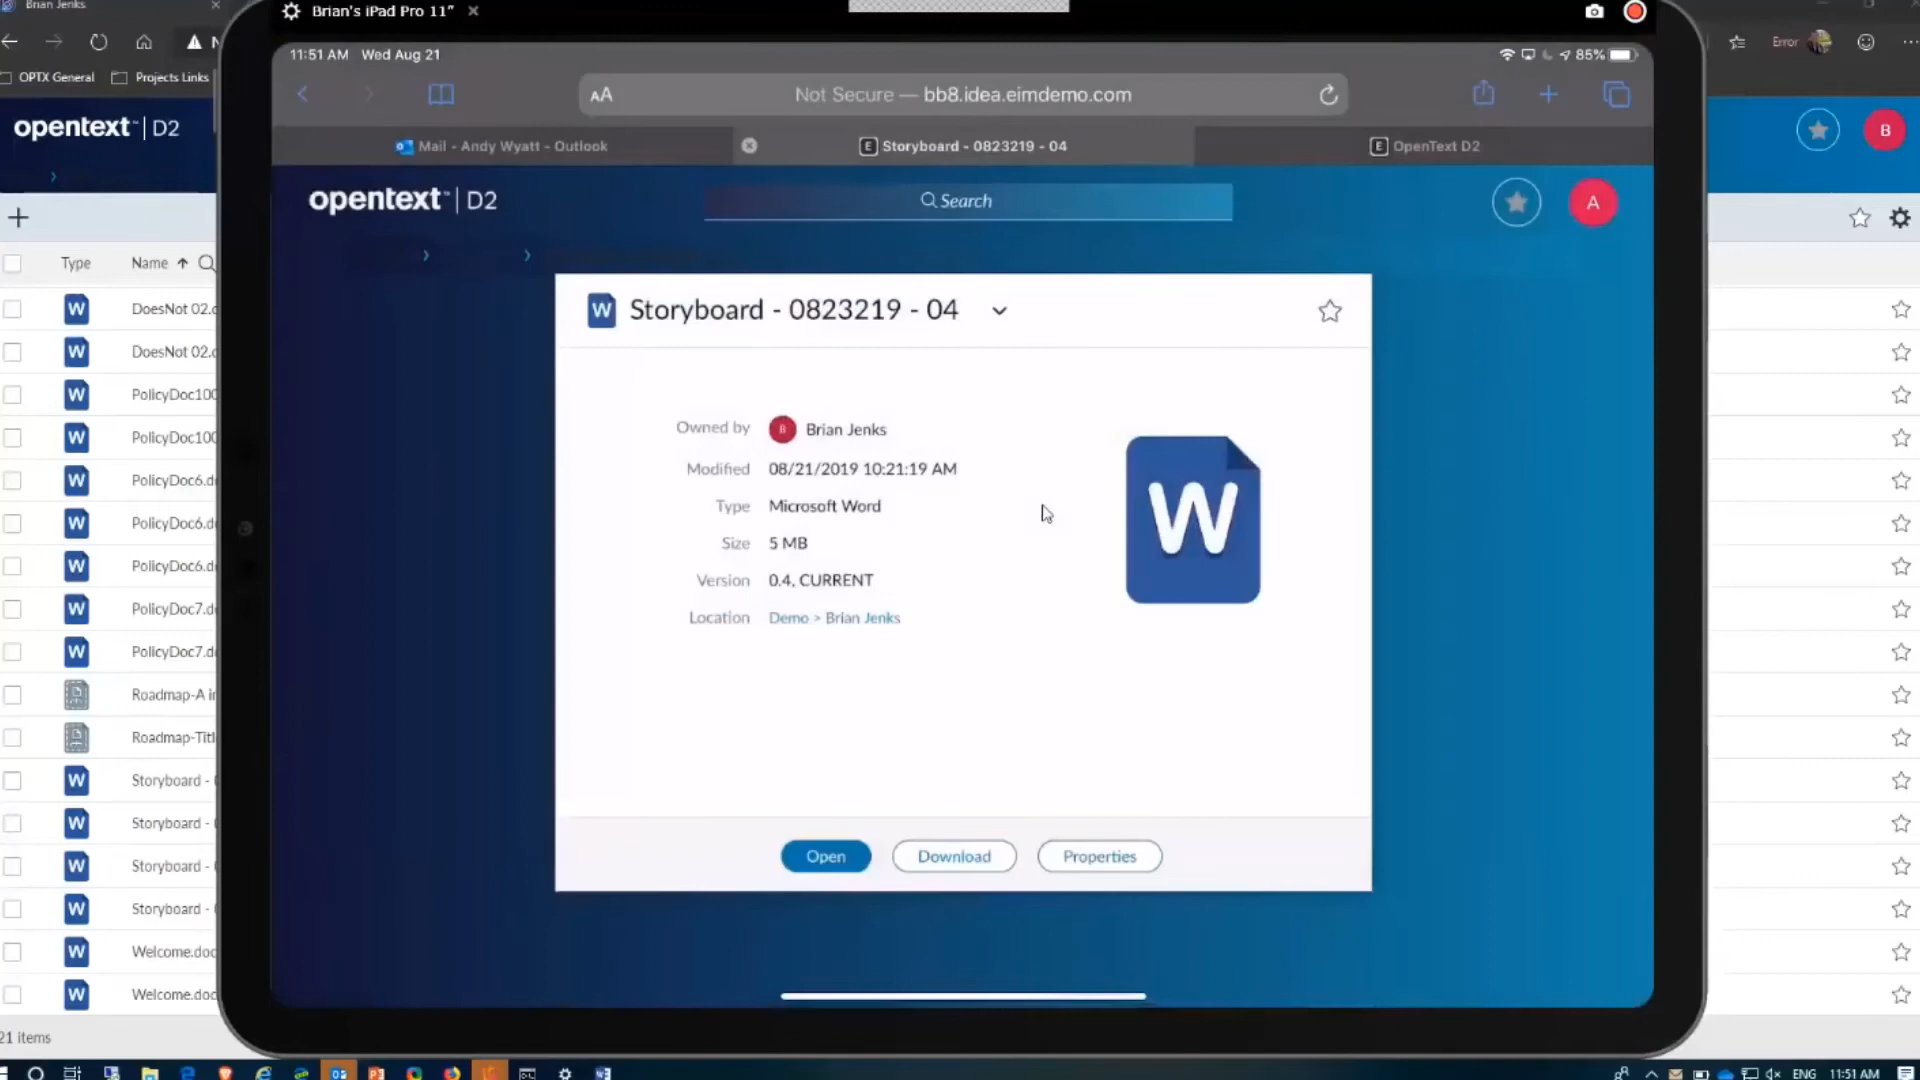 Brian Jenks
Brian's iPad Pro 11"
Error
OPTX General
Projects Links
11:51 AM Wed Aug 21
85%
AA
Not Secure — bb8.idea.eimdemo.com
Mail - Andy Wyatt - Outlook
E Storyboard - 0823219 - 04
E OpenText D2
opentext™ | D2
B
opentext™ | D2
Search
A
Type
Name
DoesNot 02.
DoesNot 02.
PolicyDoc100
PolicyDoc100
PolicyDoc6.d
PolicyDoc6.d
PolicyDoc6.d
PolicyDoc7.d
PolicyDoc7.d
Roadmap-A in
Roadmap-Titl
Storyboard -
Storyboard -
Storyboard -
Storyboard -
Welcome.doc
Welcome.doc
21 items
W Storyboard - 0823219 - 04
Owned by B Brian Jenks
Modified 08/21/2019 10:21:19 AM
Type Microsoft Word
Size 5 MB
Version 0.4, CURRENT
Location Demo > Brian Jenks
W
Open
Download
Properties
ENG 11:51 AM